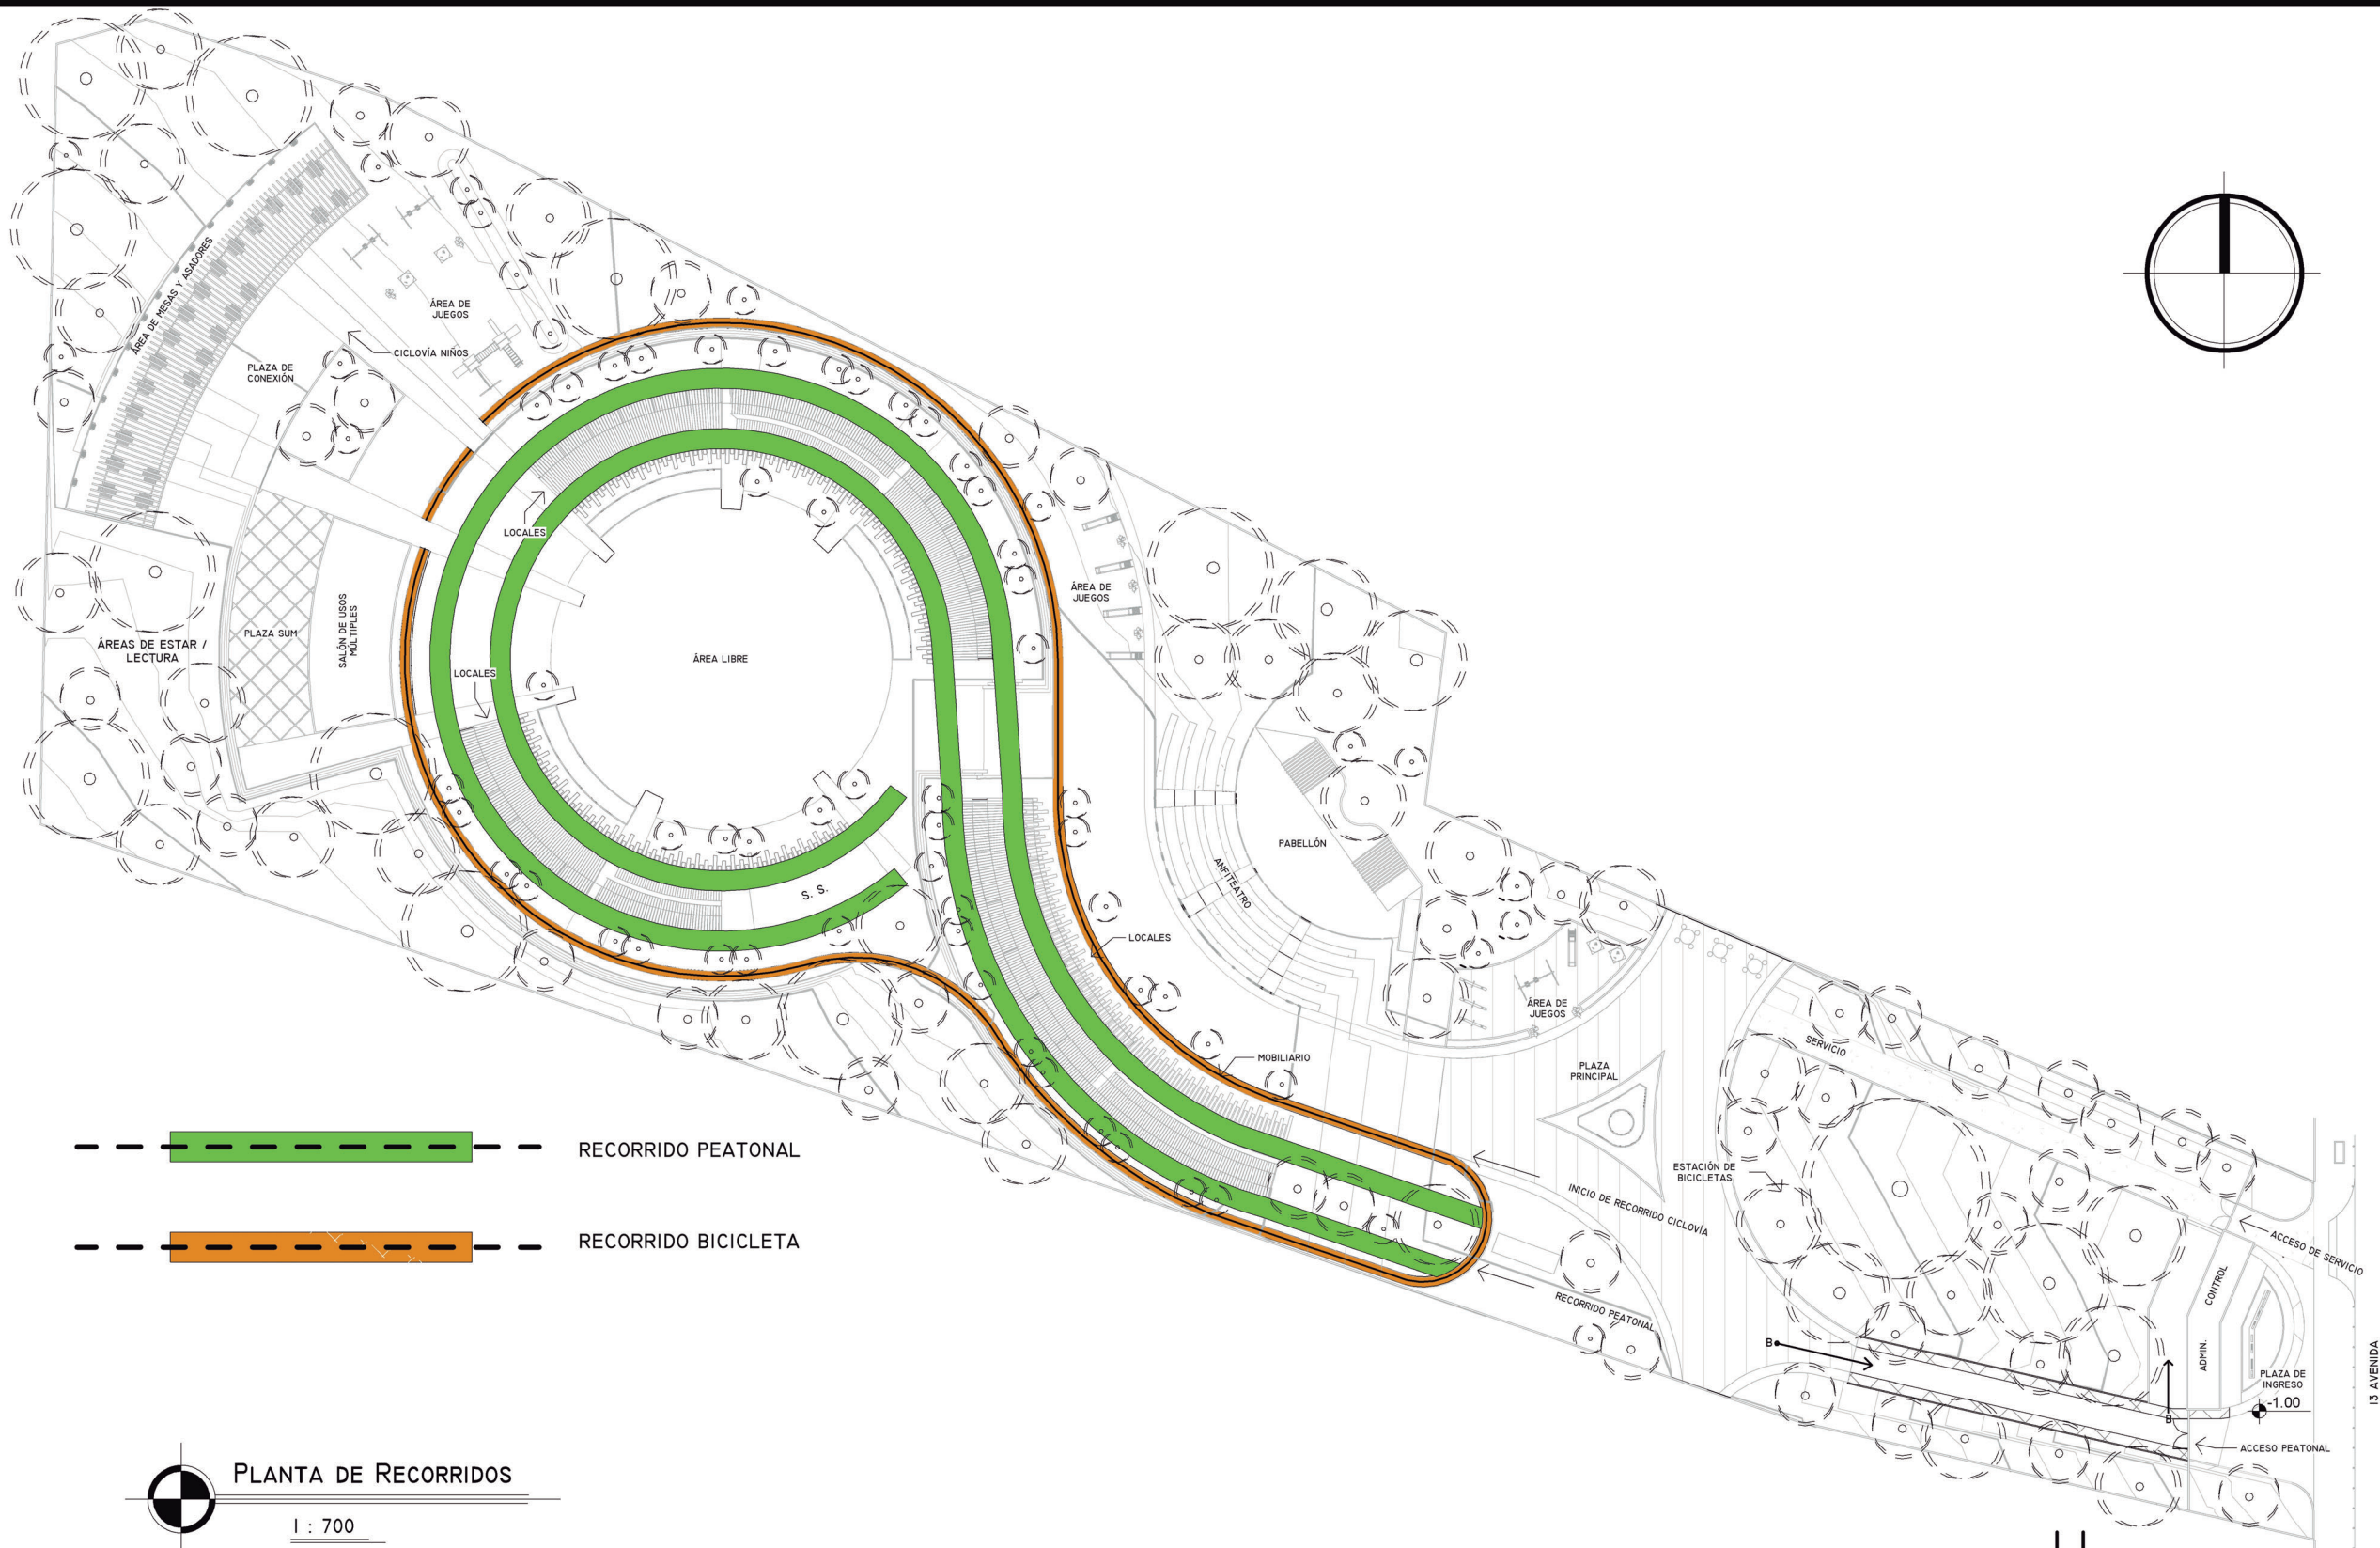 ÁREA DE MESAS Y ASADORES
ÁREA DE
JUEGOS
CICLOVÍA NIÑOS
PLAZA DE
CONEXIÓN
LOCALES
ÁREA DE
JUEGOS
ÁREAS DE ESTAR /
LECTURA
PLAZA SUM
SALÓN DE USOS
MÚLTIPLES
ÁREA LIBRE
LOCALES
PABELLÓN
ANFITEATRO
S. S.
LOCALES
ÁREA DE
JUEGOS
MOBILIARIO
PLAZA
PRINCIPAL
SERVICIO
ESTACIÓN DE
BICICLETAS
INICIO DE RECORRIDO CICLOVÍA
RECORRIDO PEATONAL
ACCESO DE SERVICIO
CONTROL
ADMIN.
B
B
PLAZA DE
INGRESO
-1.00
13 AVENIDA
ACCESO PEATONAL
RECORRIDO PEATONAL
RECORRIDO BICICLETA
PLANTA DE RECORRIDOS
1 : 700